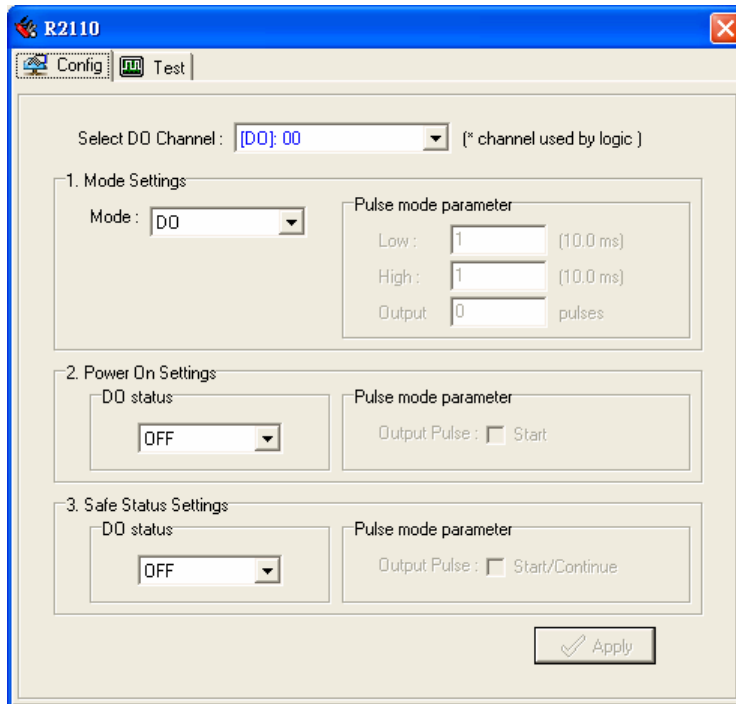 R2110
Config Test
Select DO Channel : [DO]: 00 (* channel used by logic )
1. Mode Settings
Mode : DO
Pulse mode parameter
Low : 1 (10.0 ms)
High : 1 (10.0 ms)
Output 0 pulses
2. Power On Settings
DO status
OFF
Pulse mode parameter
Output Pulse : Start
3. Safe Status Settings
DO status
OFF
Pulse mode parameter
Output Pulse : Start/Continue
Apply